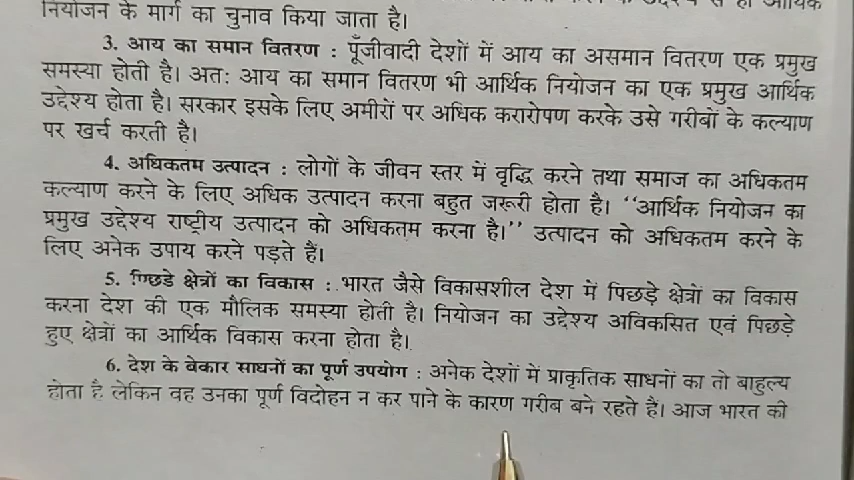 नियोजन के मार्ग का चुनाव किया जाता है।
3. आय का समान वितरण : पूँजीवादी देशों में आय का असमान वितरण एक प्रमुख
समस्या होती है। अतः आय का समान वितरण भी आर्थिक नियोजन का एक प्रमुख आर्थिक
उद्देश्य होता है। सरकार इसके लिए अमीरों पर अधिक करारोपण करके उसे गरीबों के कल्याण
पर खर्च करती है।
4. अधिकतम उत्पादन : लोगों के जीवन स्तर में वृद्धि करने तथा समाज का अधिकतम
कल्याण करने के लिए अधिक उत्पादन करना बहुत जरूरी होता है। ‘‘आर्थिक नियोजन का
प्रमुख उद्देश्य राष्ट्रीय उत्पादन को अधिकतम करना है।’’ उत्पादन को अधिकतम करने के
लिए अनेक उपाय करने पड़ते हैं।
5. पिछडे क्षेत्रों का विकास : भारत जैसे विकासशील देश में पिछड़े क्षेत्रों का विकास
करना देश की एक मौलिक समस्या होती है। नियोजन का उद्देश्य अविकसित एवं पिछड़े
हुए क्षेत्रों का आर्थिक विकास करना होता है।
6. देश के बेकार साधनों का पूर्ण उपयोग : अनेक देशों में प्राकृतिक साधनों का तो बाहुल्य
होता है लेकिन वह उनका पूर्ण विदोहन न कर पाने के कारण गरीब बने रहते है। आज भारत की